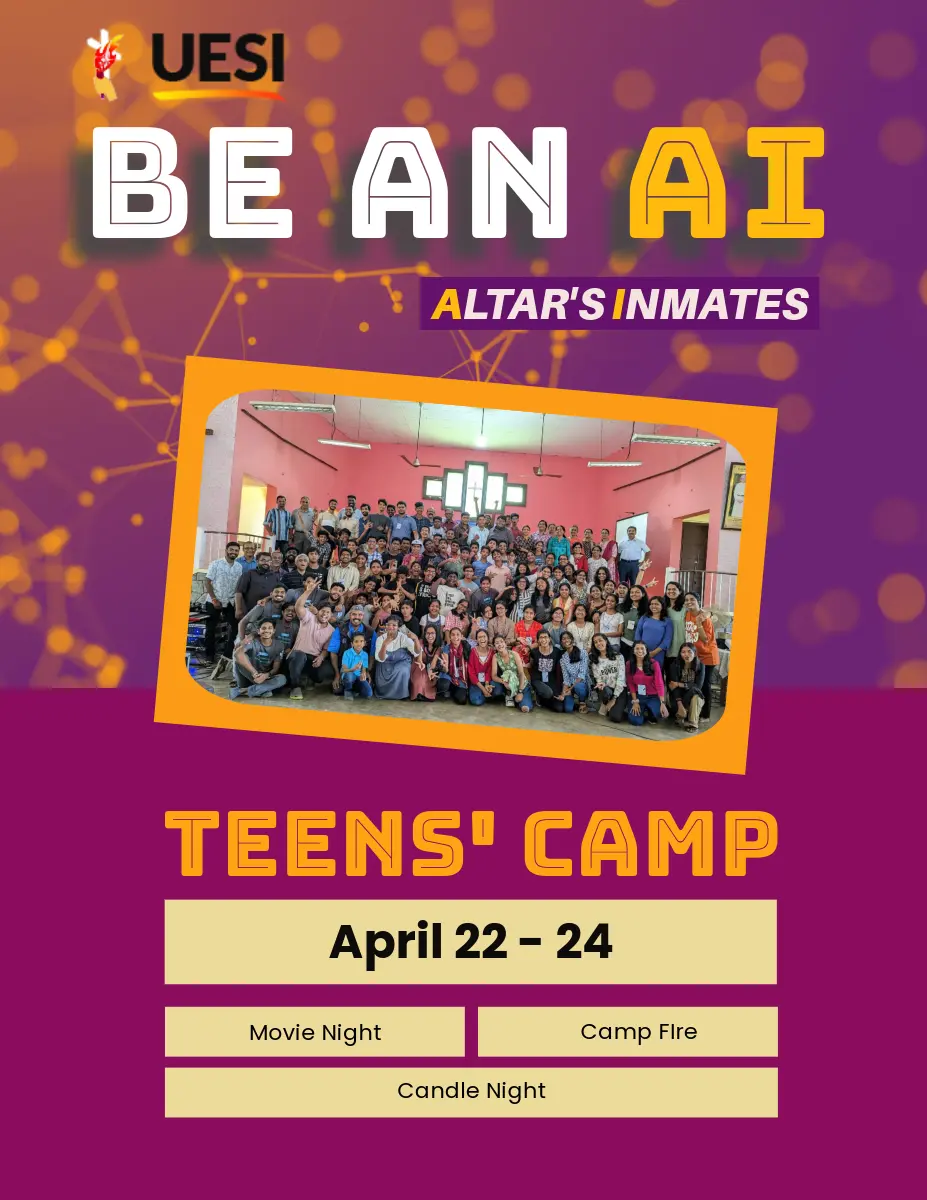 UESI
BE AN AI
ALTAR'S INMATES
TEENS' CAMP
April 22 - 24
Movie Night
Camp FIre
Candle Night